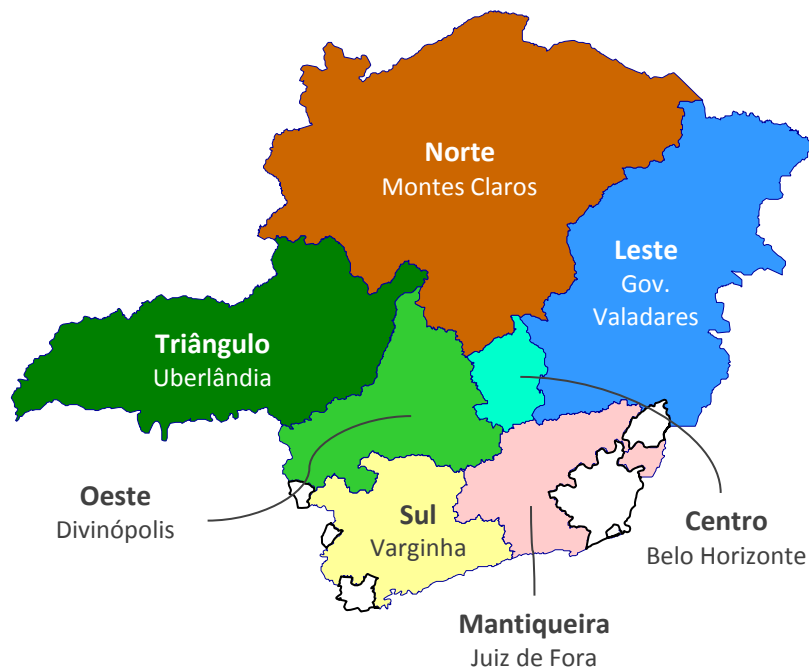 Norte
Montes Claros
Leste
Gov.
Valadares
Triângulo
Uberlândia
Oeste
Divinópolis
Sul
Varginha
Centro
Belo Horizonte
Mantiqueira
Juiz de Fora